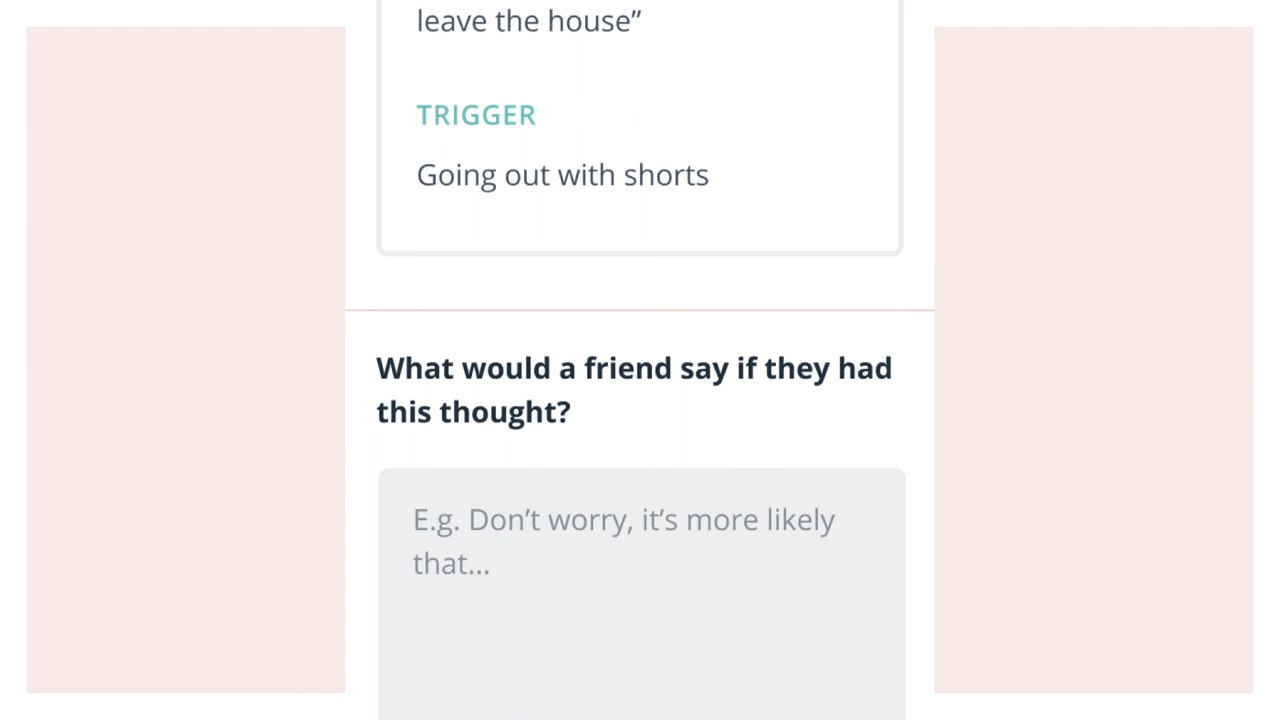 leave the house”
TRIGGER
Going out with shorts
What would a friend say if they had
this thought?
E.g. Don’t worry, it’s more likely
that...